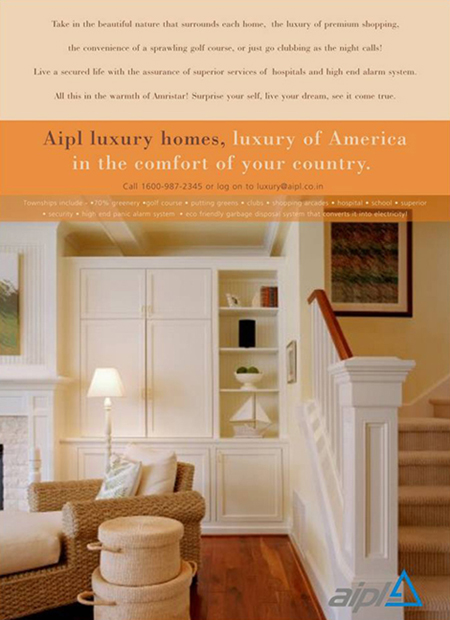 Take in the beautiful nature that surrounds each home, the luxury of premium shopping,
the convenience of a sprawling golf course, or just go clubbing as the night calls!
Live a secured life with the assurance of superior services of hospitals and high end alarm system.
All this in the warmth of Amristar! Surprise your self, live your dream, see it come true.
Aipl luxury homes, luxury of America
in the comfort of your country.
Call 1600-987-2345 or log on to luxury@aipl.co.in
Townships include - •70% greenery •golf course • putting greens • clubs • shopping arcades • hospital • school • superior
• security • high end panic alarm system • eco friendly garbage disposal system that converts it into electricity!
aipl